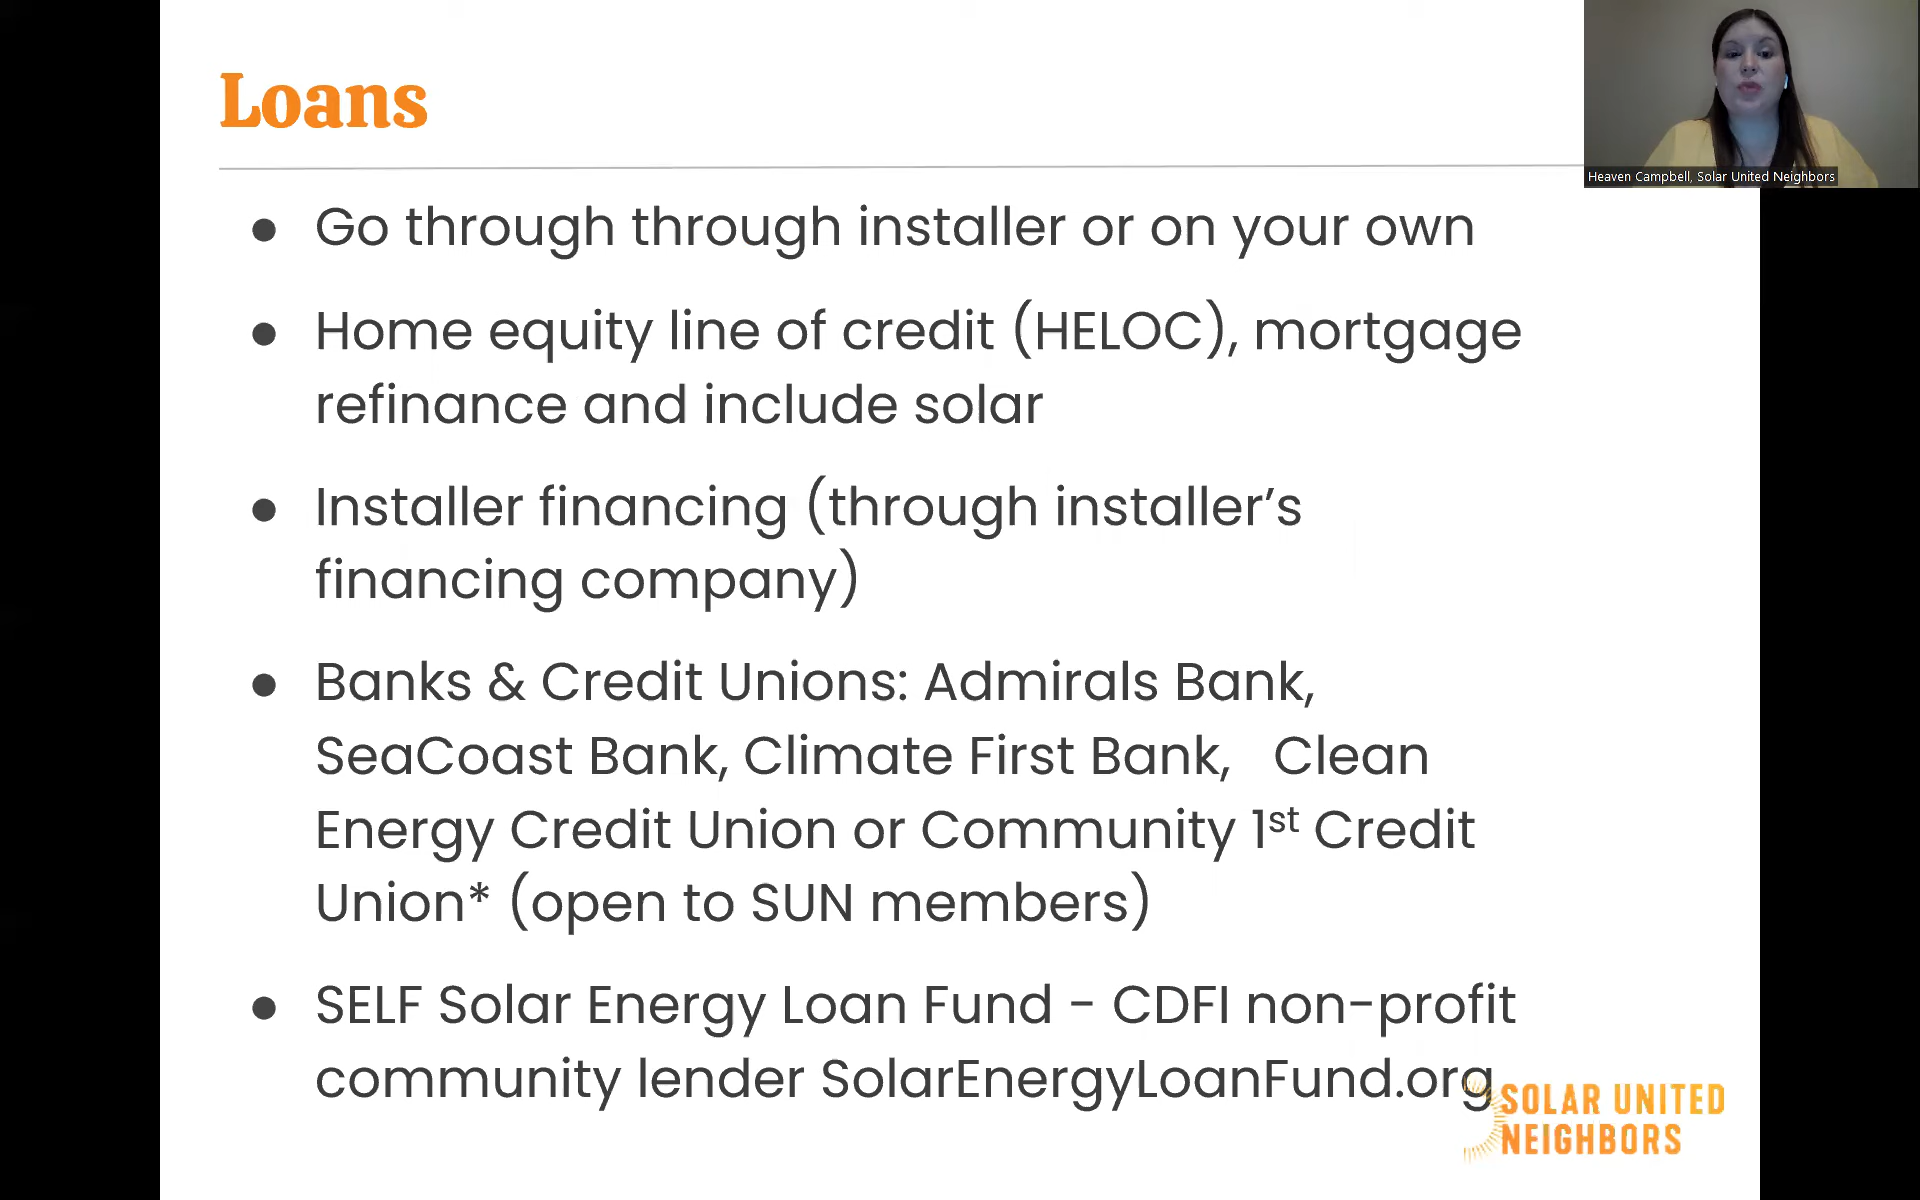 Loans
Heaven Campbell, Solar United Neighbors
● Go through through installer or on your own
● Home equity line of credit (HELOC), mortgage
refinance and include solar
● Installer financing (through installer’s
financing company)
● Banks & Credit Unions: Admirals Bank,
SeaCoast Bank, Climate First Bank,   Clean
Energy Credit Union or Community 1st Credit
Union* (open to SUN members)
● SELF Solar Energy Loan Fund - CDFI non-profit
community lender SolarEnergyLoanFund.org
SOLAR UNITED
NEIGHBORS